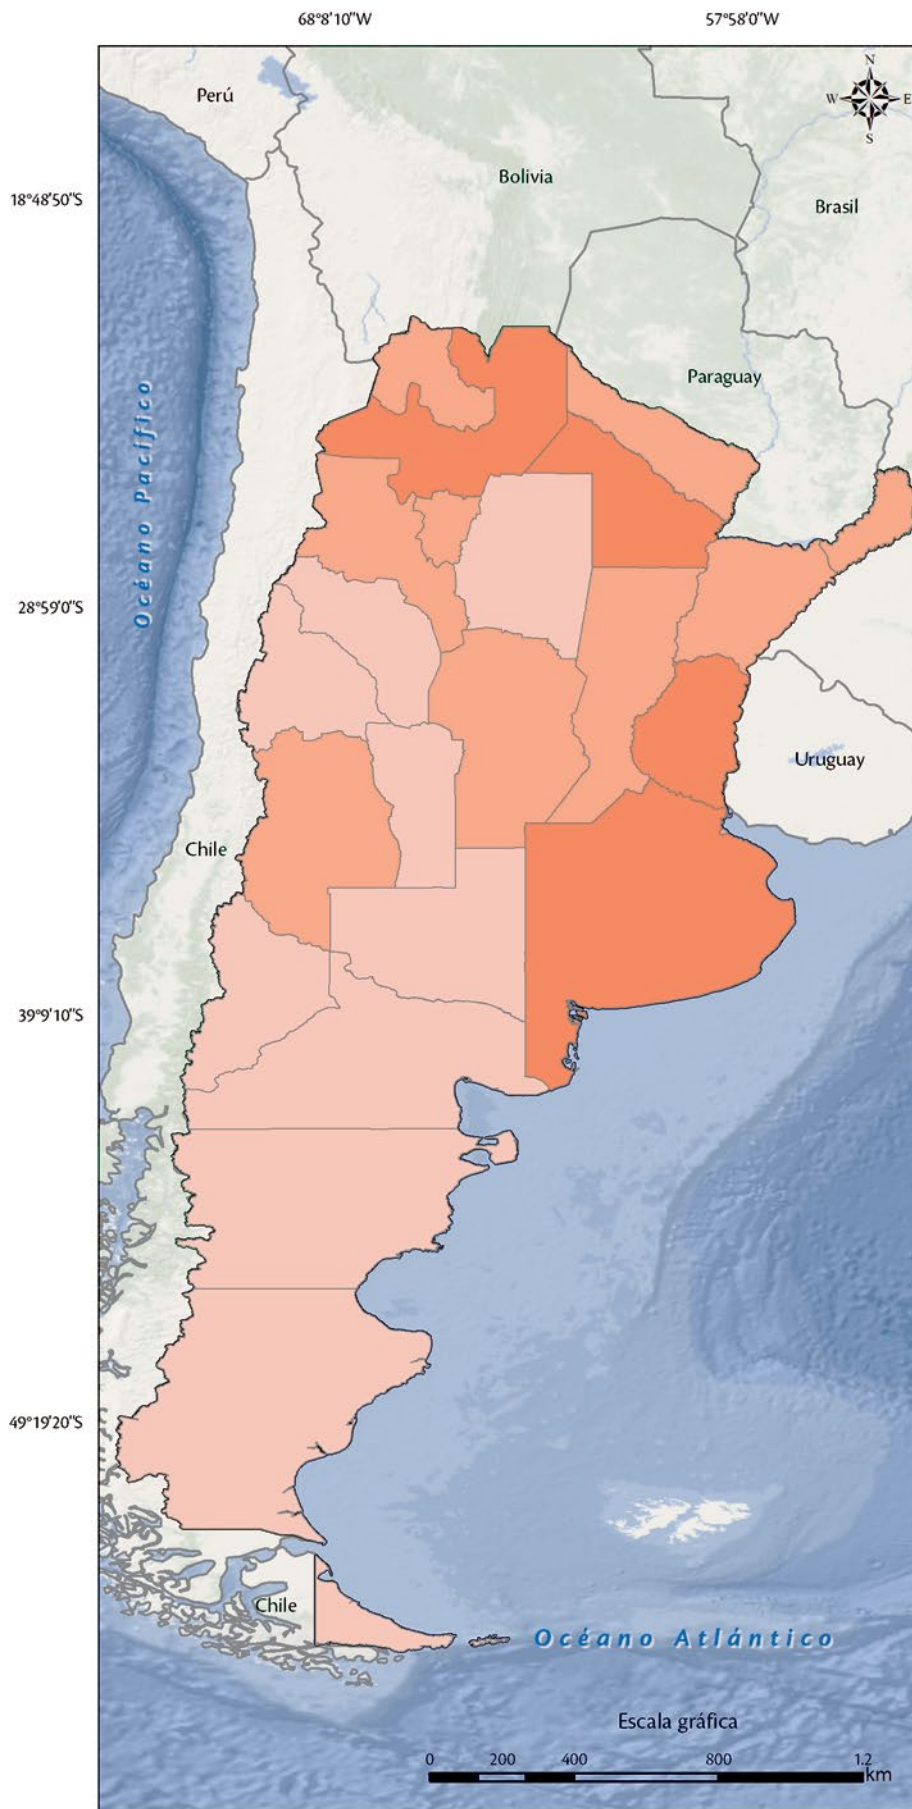 68°8'10"W
57°58'0"W
N
W
E
S
Perú
Bolivia
18°48'50"S
Brasil
Paraguay
Océano Pacífico
28°59'0"S
Uruguay
Chile
39°9'10"S
49°19'20"S
Chile
Océano Atlántico
Escala gráfica
0 200 400 800 1.2
km